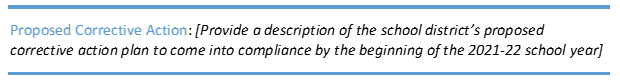 Proposed Corrective Action: [Provide a description of the school district's proposed
corrective action plan to come into compliance by the beginning of the 2021-22 school year]